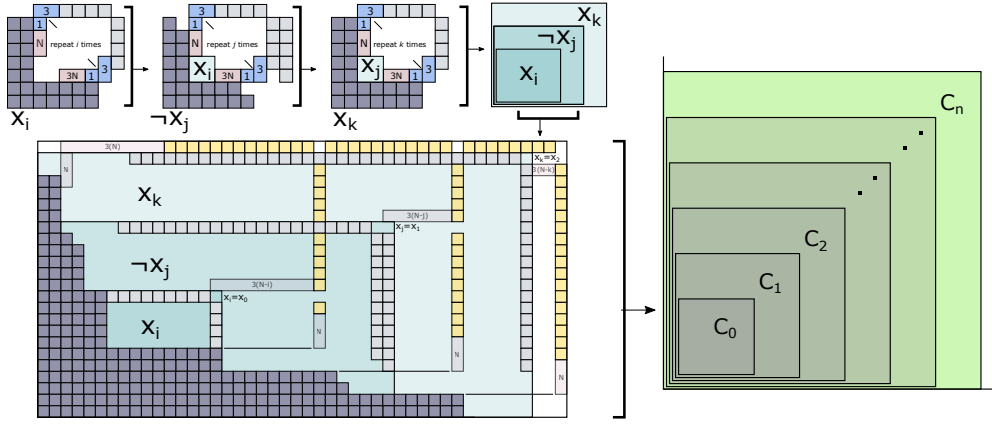 3
1
N
repeat i times
3N
1
3
x_i
3
1
N
repeat j times
x_i
3N
1
3
¬x_j
3
1
N
repeat k times
x_j
3N
1
3
x_k
x_k
¬x_j
x_i
3(N)
N
x_k=x_2
3(N-k)
N
x_k
3(N-j)
x_j=x_1
N
¬x_j
3(N-i)
x_i=x_0
N
x_i
C_n
C_2
C_1
C_0